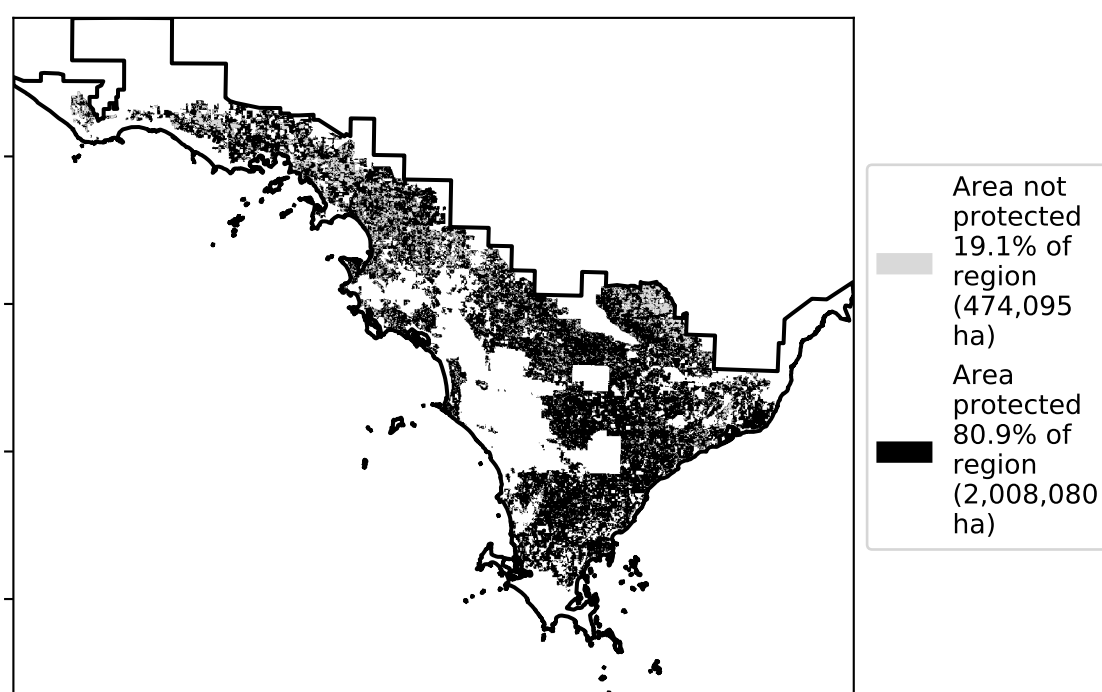 Area not
protected
19.1% of
region
(474,095
ha)
Area
protected
80.9% of
region
(2,008,080
ha)